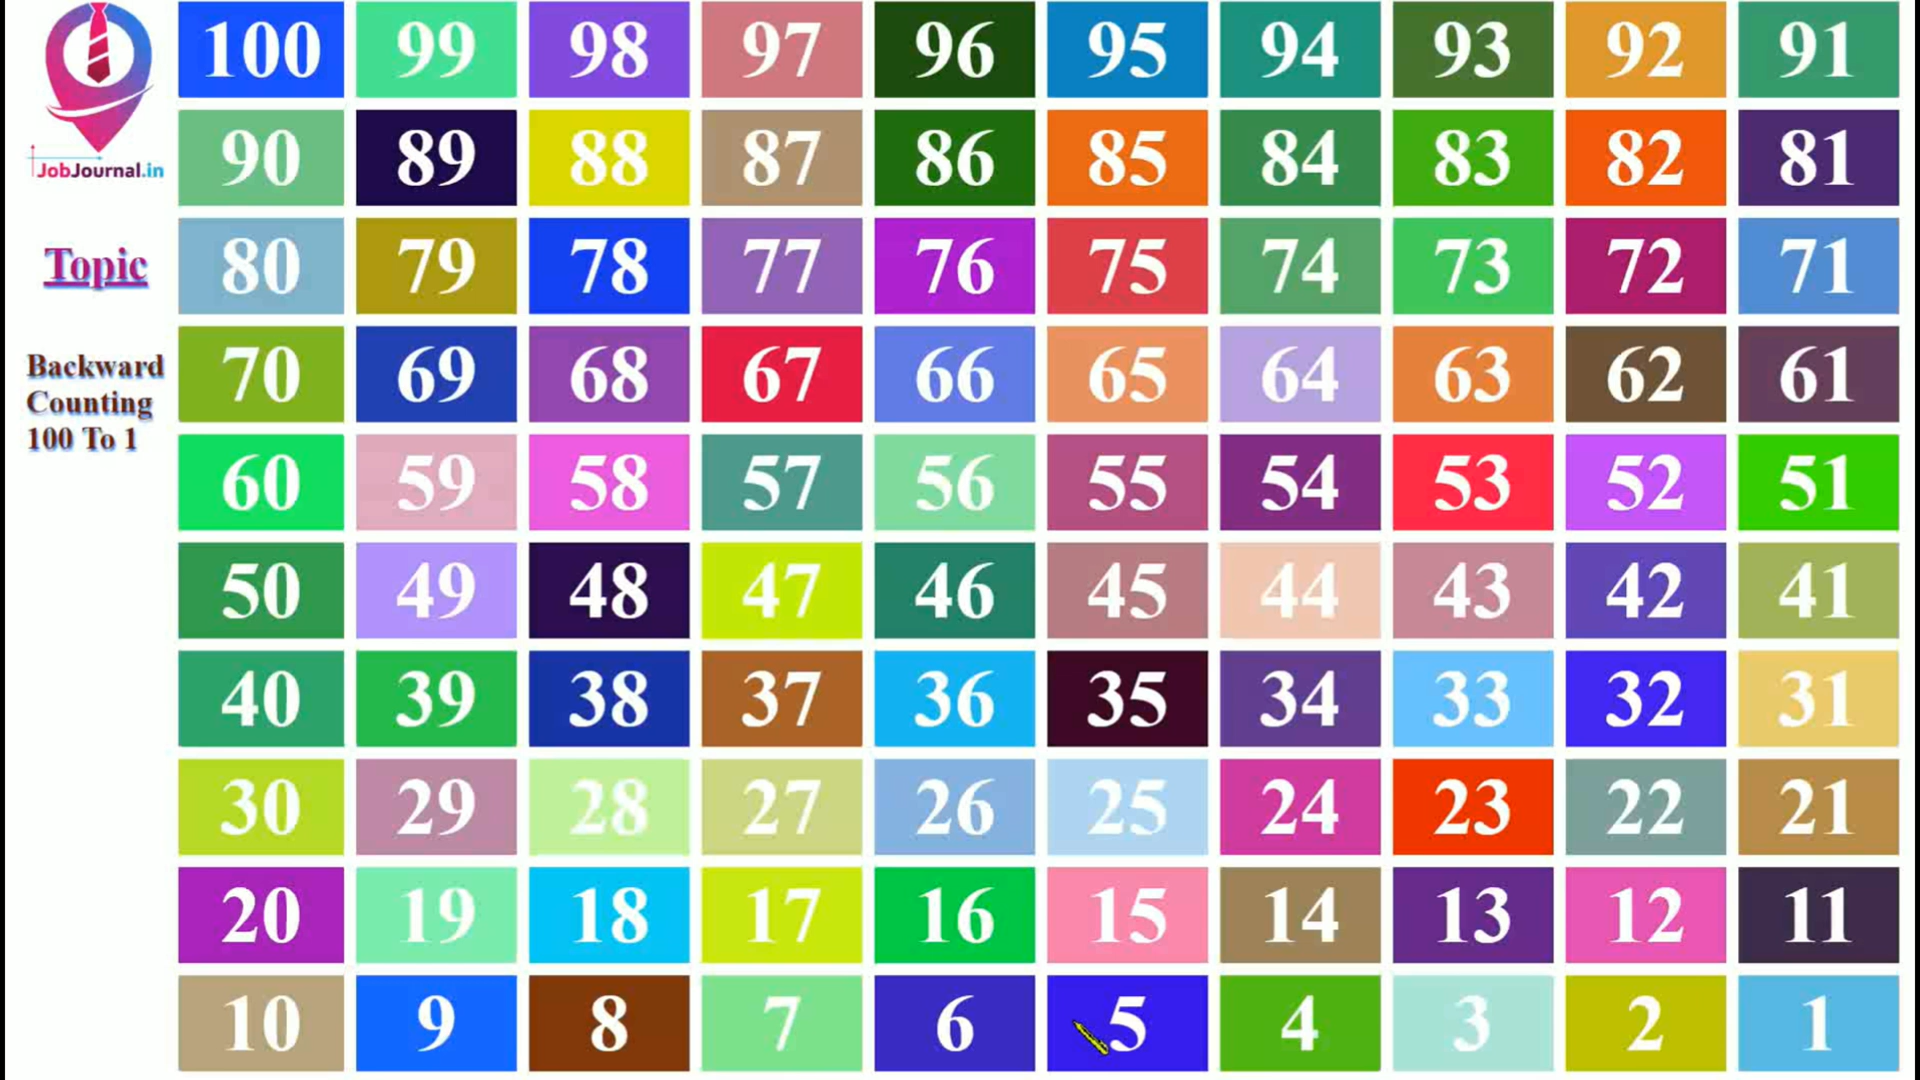 100 99 98 97 96 95 94 93 92 91
JobJournal.in
90 89 88 87 86 85 84 83 82 81
Topic
80 79 78 77 76 75 74 73 72 71
Backward
Counting
100 To 1
70 69 68 67 66 65 64 63 62 61
60 59 58 57 56 55 54 53 52 51
50 49 48 47 46 45 44 43 42 41
40 39 38 37 36 35 34 33 32 31
30 29 28 27 26 25 24 23 22 21
20 19 18 17 16 15 14 13 12 11
10 9 8 7 6 5 4 3 2 1